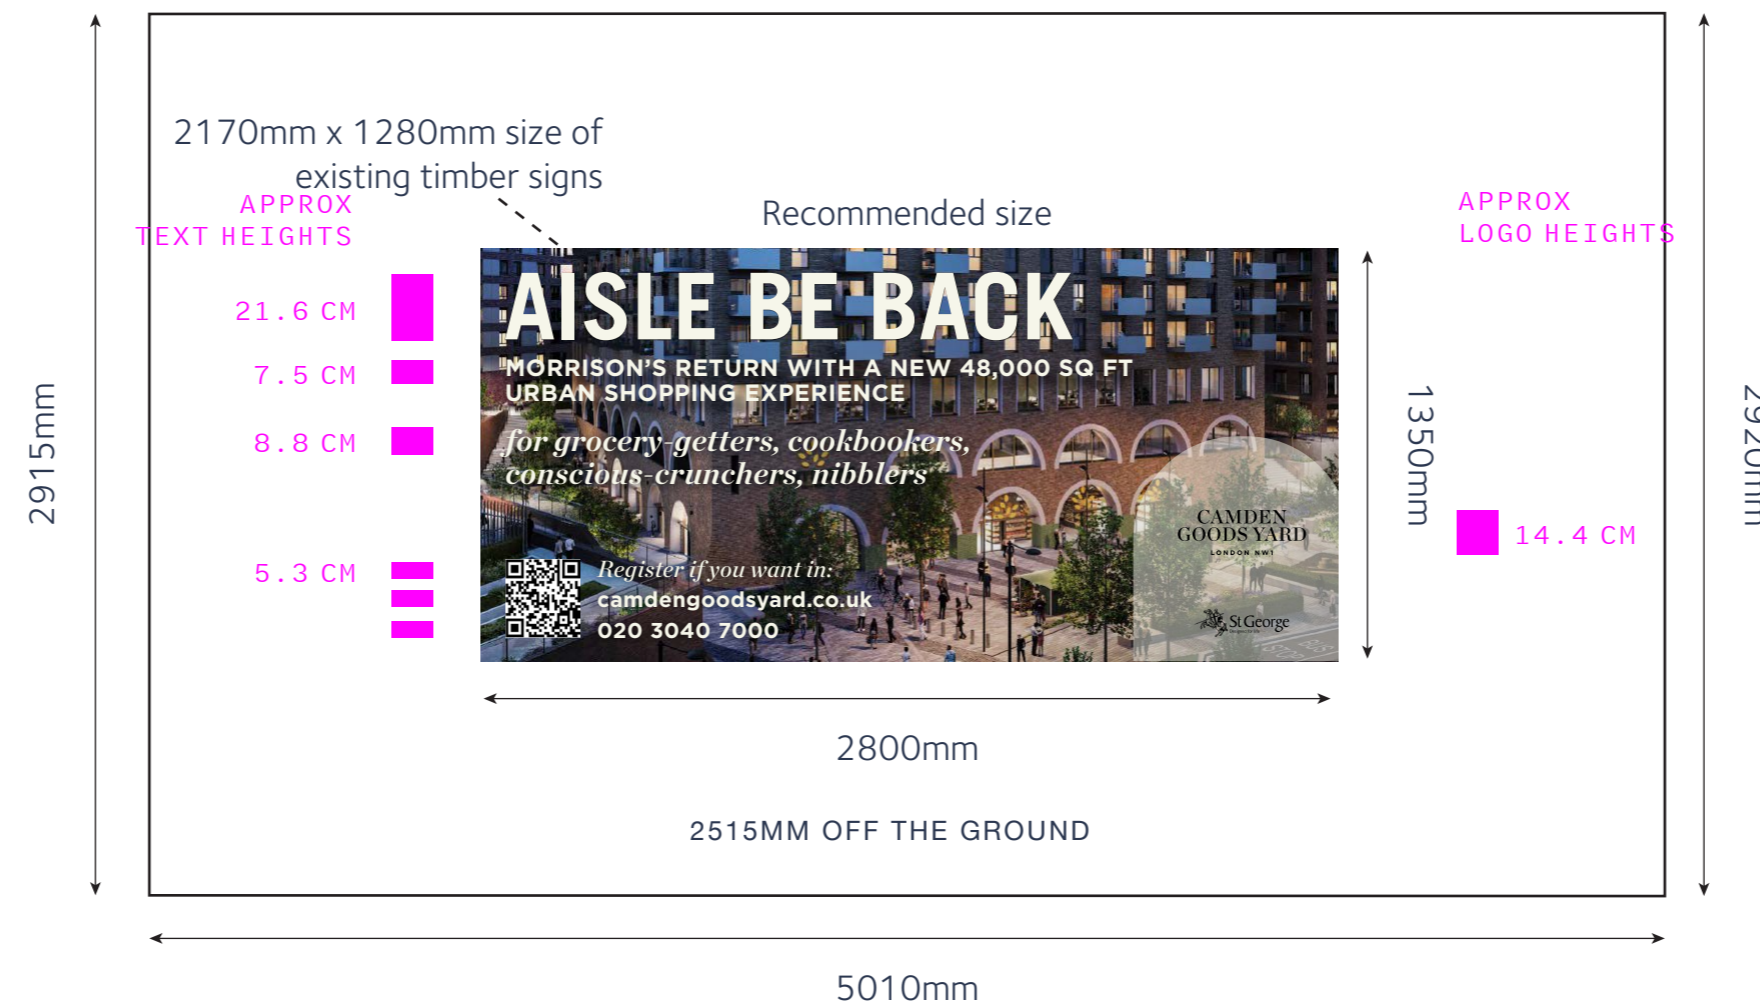 2170mm x 1280mm size of
existing timber signs
APPROX
TEXT HEIGHTS
Recommended size
APPROX
LOGO HEIGHTS
21.6 CM
7.5 CM
8.8 CM
5.3 CM
AISLE BE BACK
MORRISON’S RETURN WITH A NEW 48,000 SQ FT
URBAN SHOPPING EXPERIENCE
for grocery-getters, cookbookers,
conscious-crunchers, nibblers
Register if you want in:
camdengoodsyard.co.uk
020 3040 7000
CAMDEN
GOODS YARD
LONDON NW1
St George
BUS
STOP
14.4 CM
2915mm
1350mm
2920mm
2800mm
2515MM OFF THE GROUND
5010mm